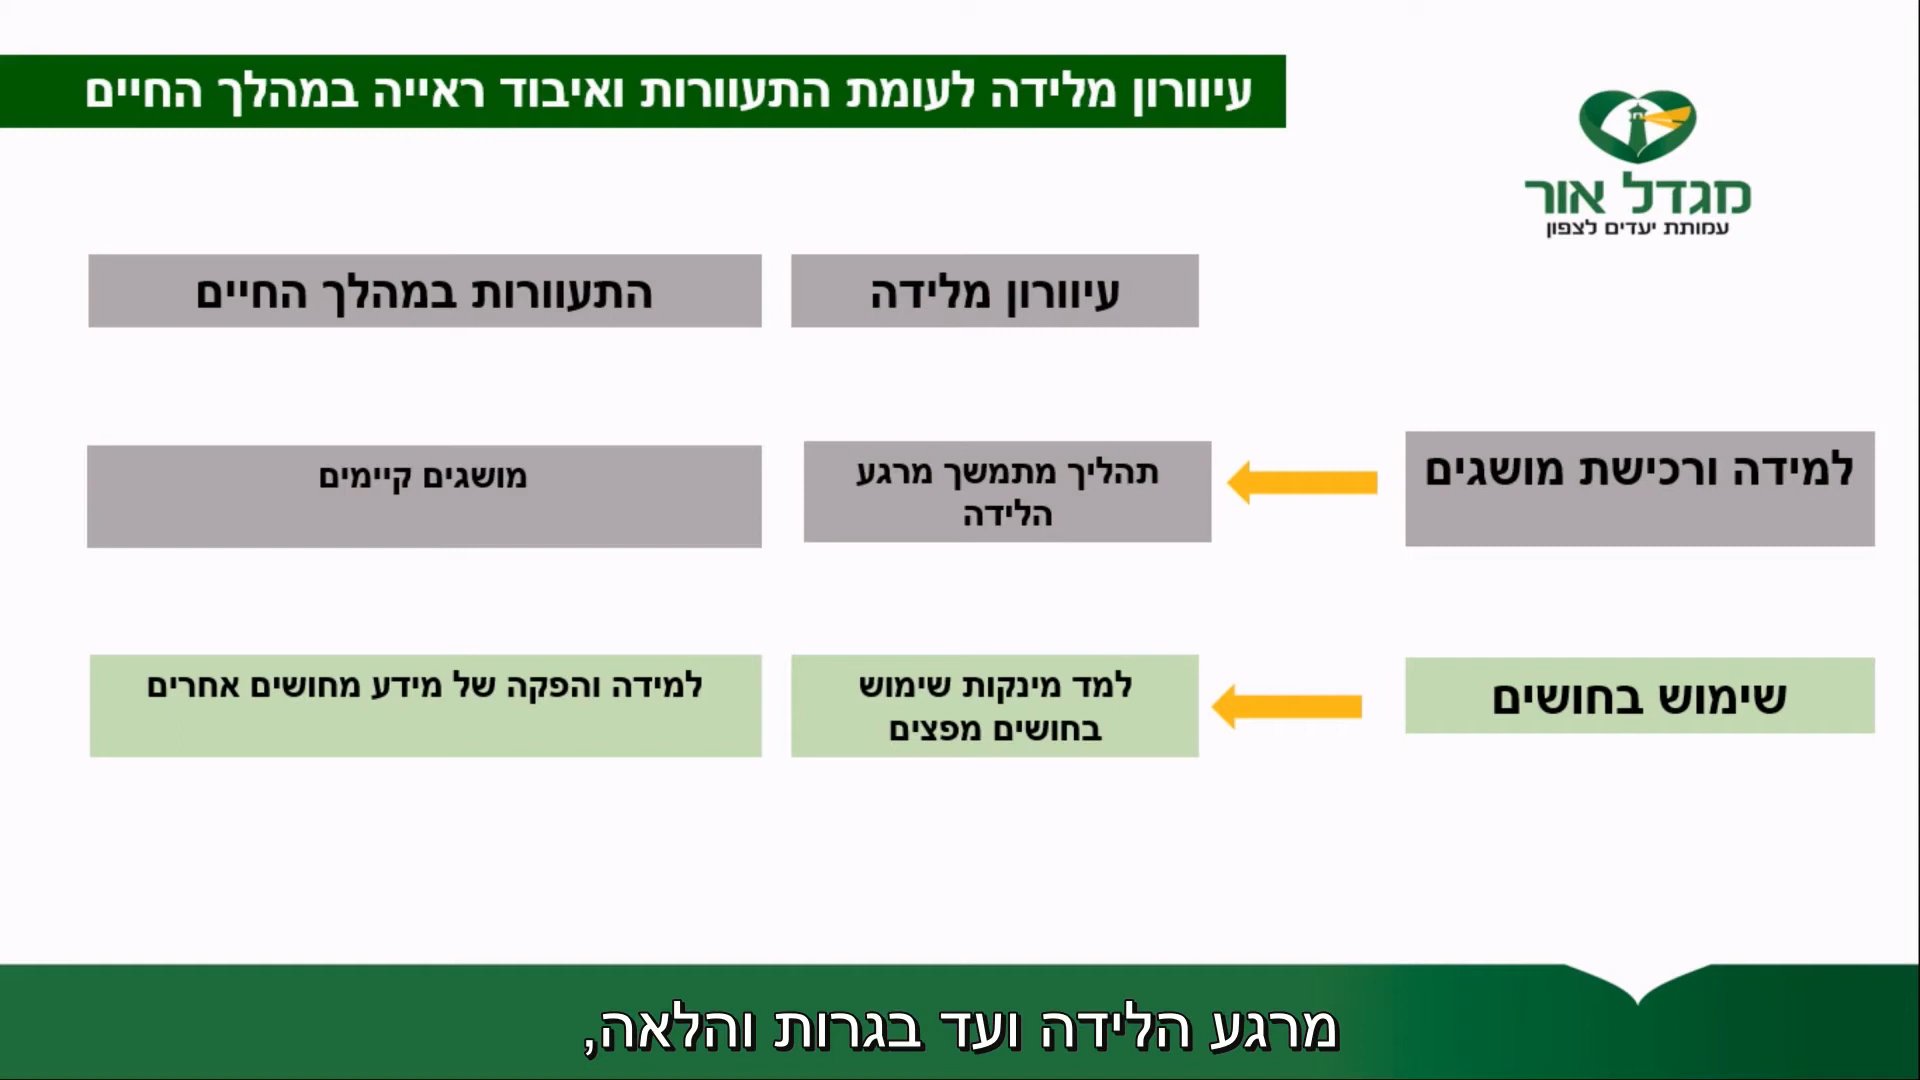 עיוורון מלידה לעומת התעוורות ואיבוד ראייה במהלך החיים
מגדל אור
עמותת יעדים לצפון
עיוורון מלידה
התעוורות במהלך החיים
למידה ורכישת מושגים
תהליך מתמשך מרגע
הלידה
מושגים קיימים
שימוש בחושים
למד מינקות שימוש
בחושים מפצים
למידה והפקה של מידע מחושים אחרים
מרגע הלידה ועד בגרות והלאה,